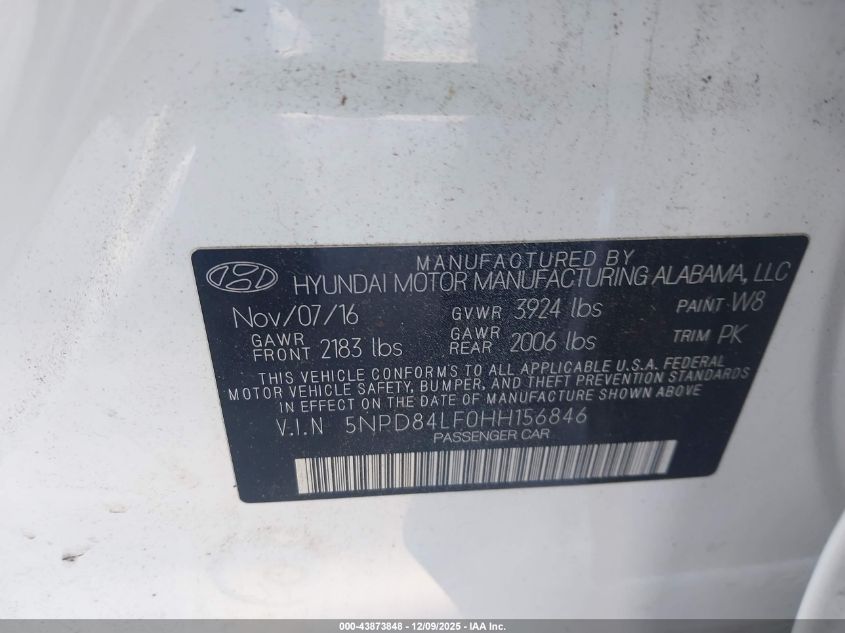 MANUFACTURED BY
HYUNDAI MOTOR MANUFACTURING ALABAMA, LLC
Nov/07/16 GVWR 3924 lbs PAINT W8
GAWR FRONT 2183 lbs GAWR REAR 2006 lbs TRIM PK
THIS VEHICLE CONFORMS TO ALL APPLICABLE U.S.A. FEDERAL
MOTOR VEHICLE SAFETY, BUMPER, AND THEFT PREVENTION STANDARDS
IN EFFECT ON THE DATE OF MANUFACTURE SHOWN ABOVE
V.I.N 5NPD84LF0HH156846
PASSENGER CAR
000-43873848 - 12/09/2025 - IAA Inc.